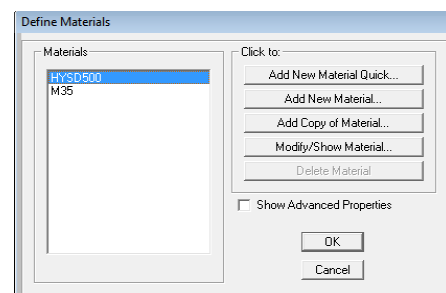 Define Materials
Materials
HYSD500
M35
Click to:
Add New Material Quick...
Add New Material...
Add Copy of Material...
Modify/Show Material...
Delete Material
Show Advanced Properties
OK
Cancel